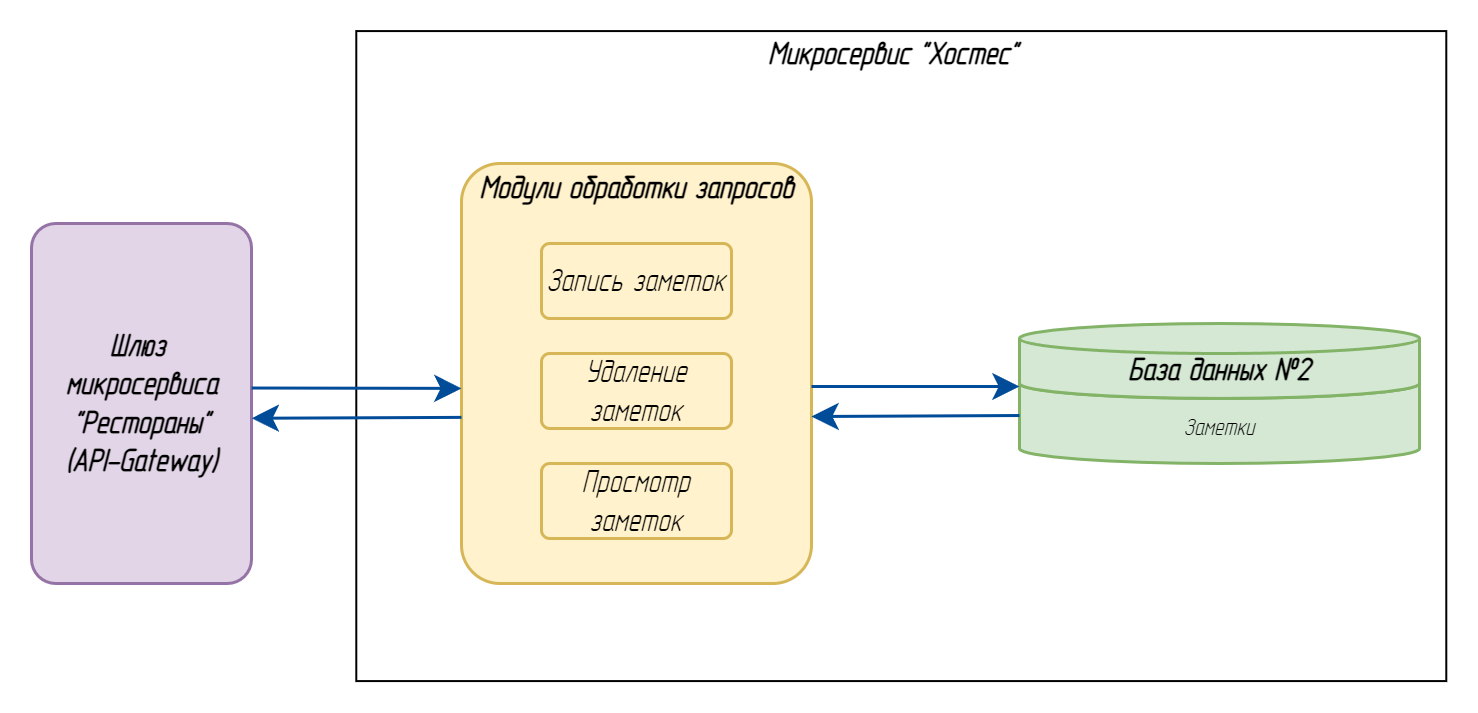 Микросервис "Хостес"
Модули обработки запросов
Запись заметок
Удаление
заметок
Просмотр
заметок
Шлюз
микросервиса
"Рестораны"
(API-Gateway)
База данных №2
Заметки